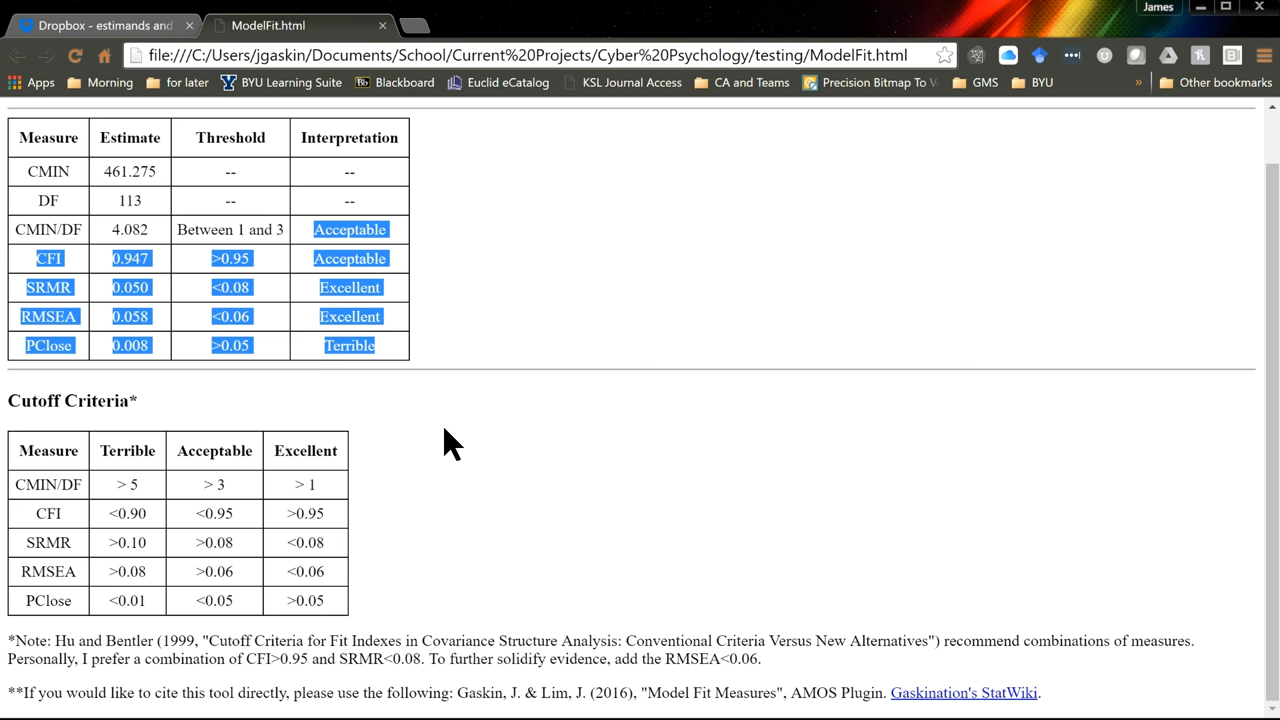 James
Dropbox - estimands and
ModelFit.html
file:///C:/Users/jgaskin/Documents/School/Current%20Projects/Cyber%20Psychology/testing/ModelFit.html
Apps Morning for later BYU Learning Suite Bb Blackboard Euclid eCatalog KSL Journal Access CA and Teams Precision Bitmap To GMS BYU » Other bookmarks
Measure Estimate Threshold Interpretation
CMIN 461.275 -- --
DF 113 -- --
CMIN/DF 4.082 Between 1 and 3 Acceptable
CFI 0.947 >0.95 Acceptable
SRMR 0.050 <0.08 Excellent
RMSEA 0.058 <0.06 Excellent
PClose 0.008 >0.05 Terrible
Cutoff Criteria*
Measure Terrible Acceptable Excellent
CMIN/DF > 5 > 3 > 1
CFI <0.90 <0.95 >0.95
SRMR >0.10 >0.08 <0.08
RMSEA >0.08 >0.06 <0.06
PClose <0.01 <0.05 >0.05
*Note: Hu and Bentler (1999, "Cutoff Criteria for Fit Indexes in Covariance Structure Analysis: Conventional Criteria Versus New Alternatives") recommend combinations of measures.
Personally, I prefer a combination of CFI>0.95 and SRMR<0.08. To further solidify evidence, add the RMSEA<0.06.
**If you would like to cite this tool directly, please use the following: Gaskin, J. & Lim, J. (2016), "Model Fit Measures", AMOS Plugin. Gaskination's StatWiki.